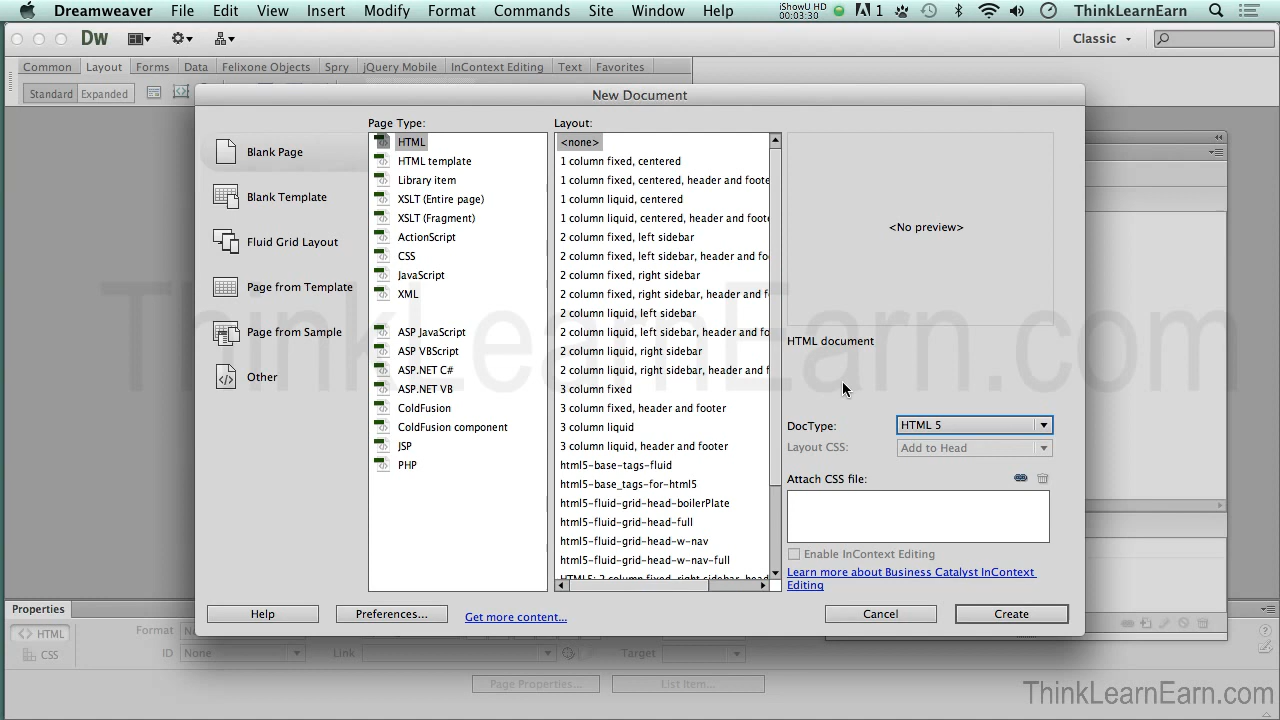 Dreamweaver File Edit View Insert Modify Format Commands Site Window Help iShowU HD 00:03:30 1 ThinkLearnEarn
Dw Classic
Common Layout Forms Data Felixone Objects Spry jQuery Mobile InContext Editing Text Favorites
Standard Expanded
New Document
Page Type: Layout:
Blank Page
Blank Template
Fluid Grid Layout
Page from Template
Page from Sample
Other
HTML
HTML template
Library item
XSLT (Entire page)
XSLT (Fragment)
ActionScript
CSS
JavaScript
XML
ASP JavaScript
ASP VBScript
ASP.NET C#
ASP.NET VB
ColdFusion
ColdFusion component
JSP
PHP
<none>
1 column fixed, centered
1 column fixed, centered, header and foote
1 column liquid, centered
1 column liquid, centered, header and foot
2 column fixed, left sidebar
2 column fixed, left sidebar, header and fo
2 column fixed, right sidebar
2 column fixed, right sidebar, header and f
2 column liquid, left sidebar
2 column liquid, left sidebar, header and f
2 column liquid, right sidebar
2 column liquid, right sidebar, header and f
3 column fixed
3 column fixed, header and footer
3 column liquid
3 column liquid, header and footer
html5-base-tags-fluid
html5-base_tags-for-html5
html5-fluid-grid-head-boilerPlate
html5-fluid-grid-head-full
html5-fluid-grid-head-w-nav
html5-fluid-grid-head-w-nav-full
HTML5: 2 column fixed, right sidebar, head
<No preview>
HTML document
DocType: HTML 5
Layout CSS: Add to Head
Attach CSS file:
Enable InContext Editing
Learn more about Business Catalyst InContext
Editing
Help Preferences... Get more content... Cancel Create
ThinkLearnEarn.com
Properties
<> HTML Format
CSS ID None Link Target
Page Properties... List Item...
ThinkLearnEarn.com